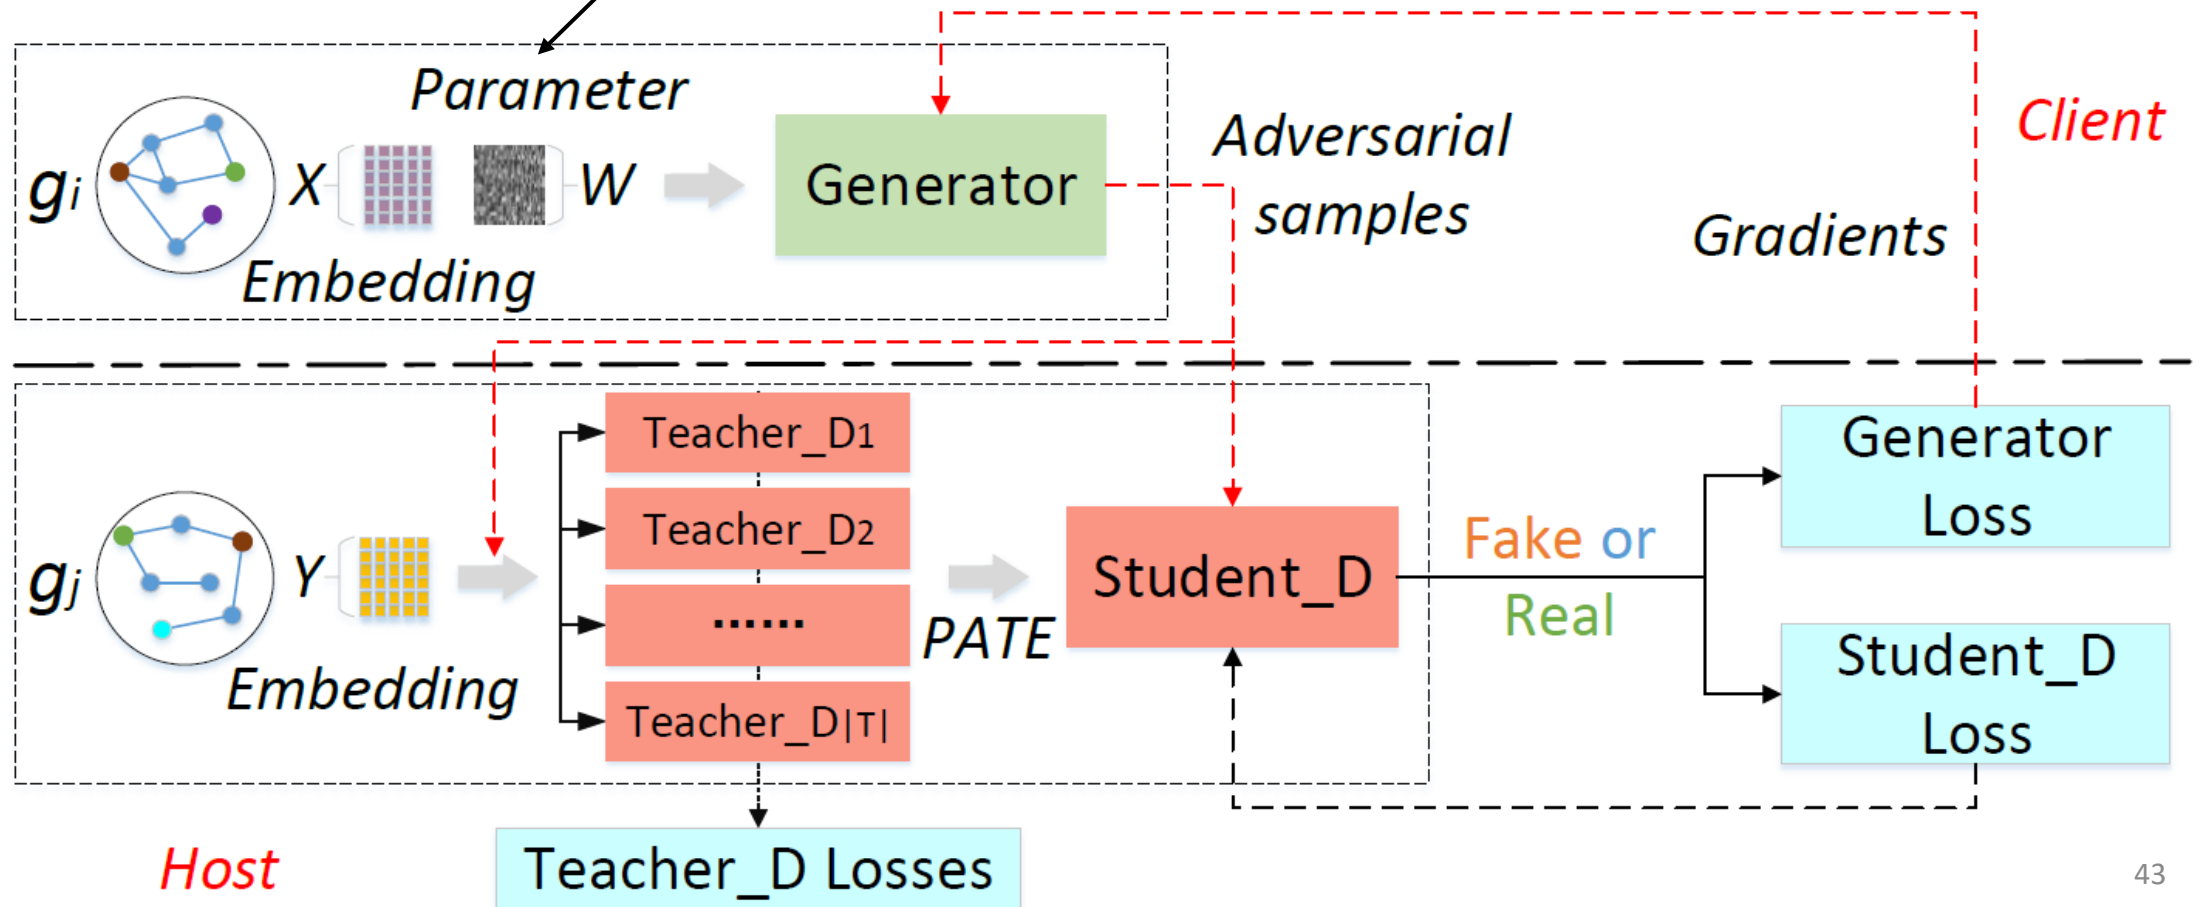 Parameter
gi
X
W
Embedding
Generator
Adversarial
samples
Gradients
Client
gj
Y
Embedding
Teacher_D1
Teacher_D2
......
Teacher_D|T|
PATE
Student_D
Fake or
Real
Generator
Loss
Student_D
Loss
Host
Teacher_D Losses
43